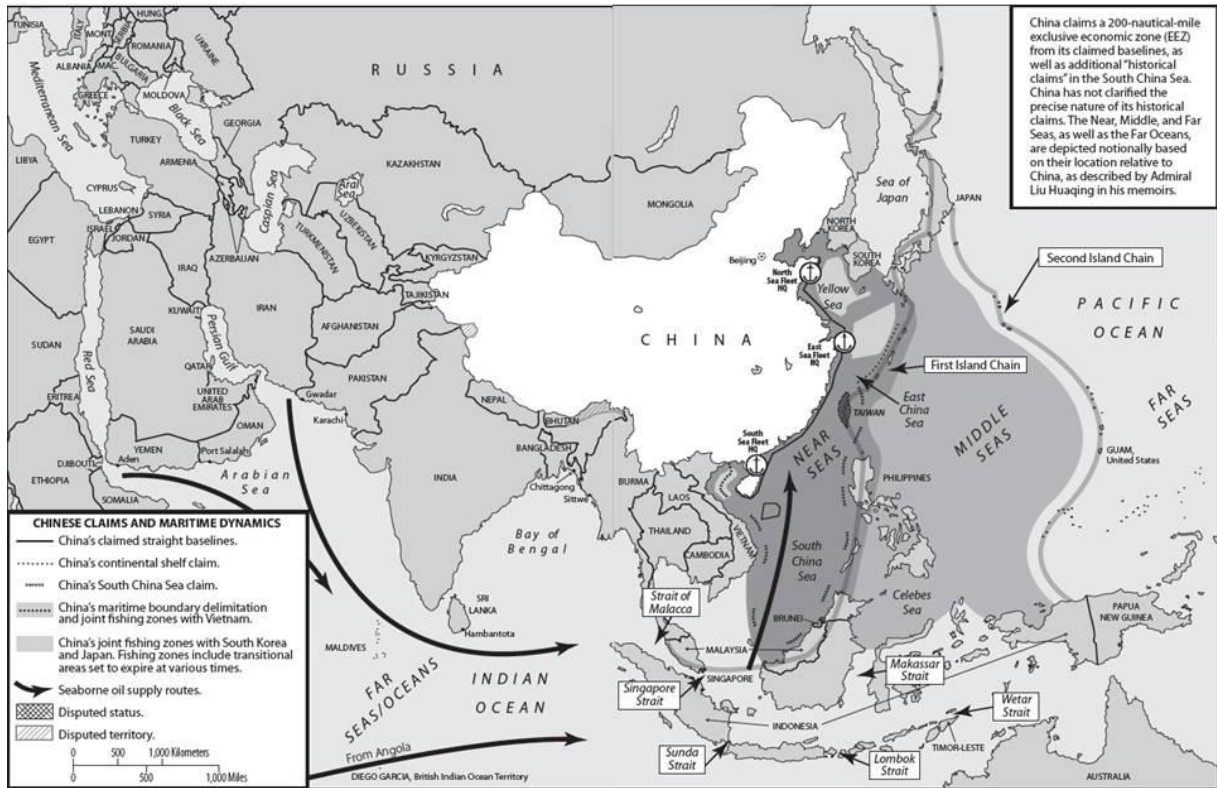 China claims a 200-nautical-mile
exclusive economic zone (EEZ)
from its claimed baselines, as
well as additional "historical
claims" in the South China Sea.
China has not clarified the
precise nature of its historical
claims. The Near, Middle, and Far
Seas, as well as the Far Oceans,
are depicted notionally based
on their location relative to
China, as described by Admiral
Liu Huaqing in his memoirs.
TUNISIA
ITALY
MONT.
SERBIA
HUNG.
ROMANIA
UKRAINE
ALBANIA
MAC.
BULGARIA
GREECE
MOLDOVA
Black Sea
Mediterranean Sea
RUSSIA
GEORGIA
TURKEY
ARMENIA
KAZAKHSTAN
Aral
Sea
Caspian Sea
LIBYA
CYPRUS
LEBANON
SYRIA
ISRAEL
JORDAN
EGYPT
IRAQ
AZERBAIJAN
TURKMENISTAN
UZBEKISTAN
KYRGYZSTAN
TAJIKISTAN
MONGOLIA
KUWAIT
IRAN
AFGHANISTAN
Persian Gulf
SAUDI
ARABIA
Red Sea
SUDAN
QATAR
UNITED
ARAB
EMIRATES
PAKISTAN
Gwadar
Karachi
ERITREA
OMAN
YEMEN
Port Salalah
Aden
DJIBOUTI
ETHIOPIA
SOMALIA
Arabian
Sea
NEPAL
BHUTAN
BANGLADESH
INDIA
Chittagong
Sittwe
BURMA
LAOS
THAILAND
CAMBODIA
VIETNAM
Bay of
Bengal
SRI
LANKA
Hambantota
MALDIVES
CHINA
Beijing
North
Sea Fleet
HQ
East
Sea Fleet
HQ
South
Sea Fleet
HQ
NORTH
KOREA
SOUTH
KOREA
Yellow
Sea
Sea of
Japan
JAPAN
Second Island Chain
PACIFIC
OCEAN
First Island Chain
East
China
Sea
TAIWAN
NEAR
SEAS
MIDDLE
SEAS
FAR
SEAS
GUAM,
United States
PHILIPPINES
South
China
Sea
Celebes
Sea
BRUNEI
MALAYSIA
SINGAPORE
INDONESIA
PAPUA
NEW GUINEA
TIMOR-LESTE
AUSTRALIA
Strait of
Malacca
Singapore
Strait
Sunda
Strait
Lombok
Strait
Makassar
Strait
Wetar
Strait
FAR
SEAS/OCEANS
INDIAN
OCEAN
From Angola
DIEGO GARCIA, British Indian Ocean Territory
CHINESE CLAIMS AND MARITIME DYNAMICS
China's claimed straight baselines.
China's continental shelf claim.
China's South China Sea claim.
China's maritime boundary delimitation
and joint fishing zones with Vietnam.
China's joint fishing zones with South Korea
and Japan. Fishing zones include transitional
areas set to expire at various times.
Seaborne oil supply routes.
Disputed status.
Disputed territory.
0 500 1,000 Kilometers
0 500 1,000 Miles